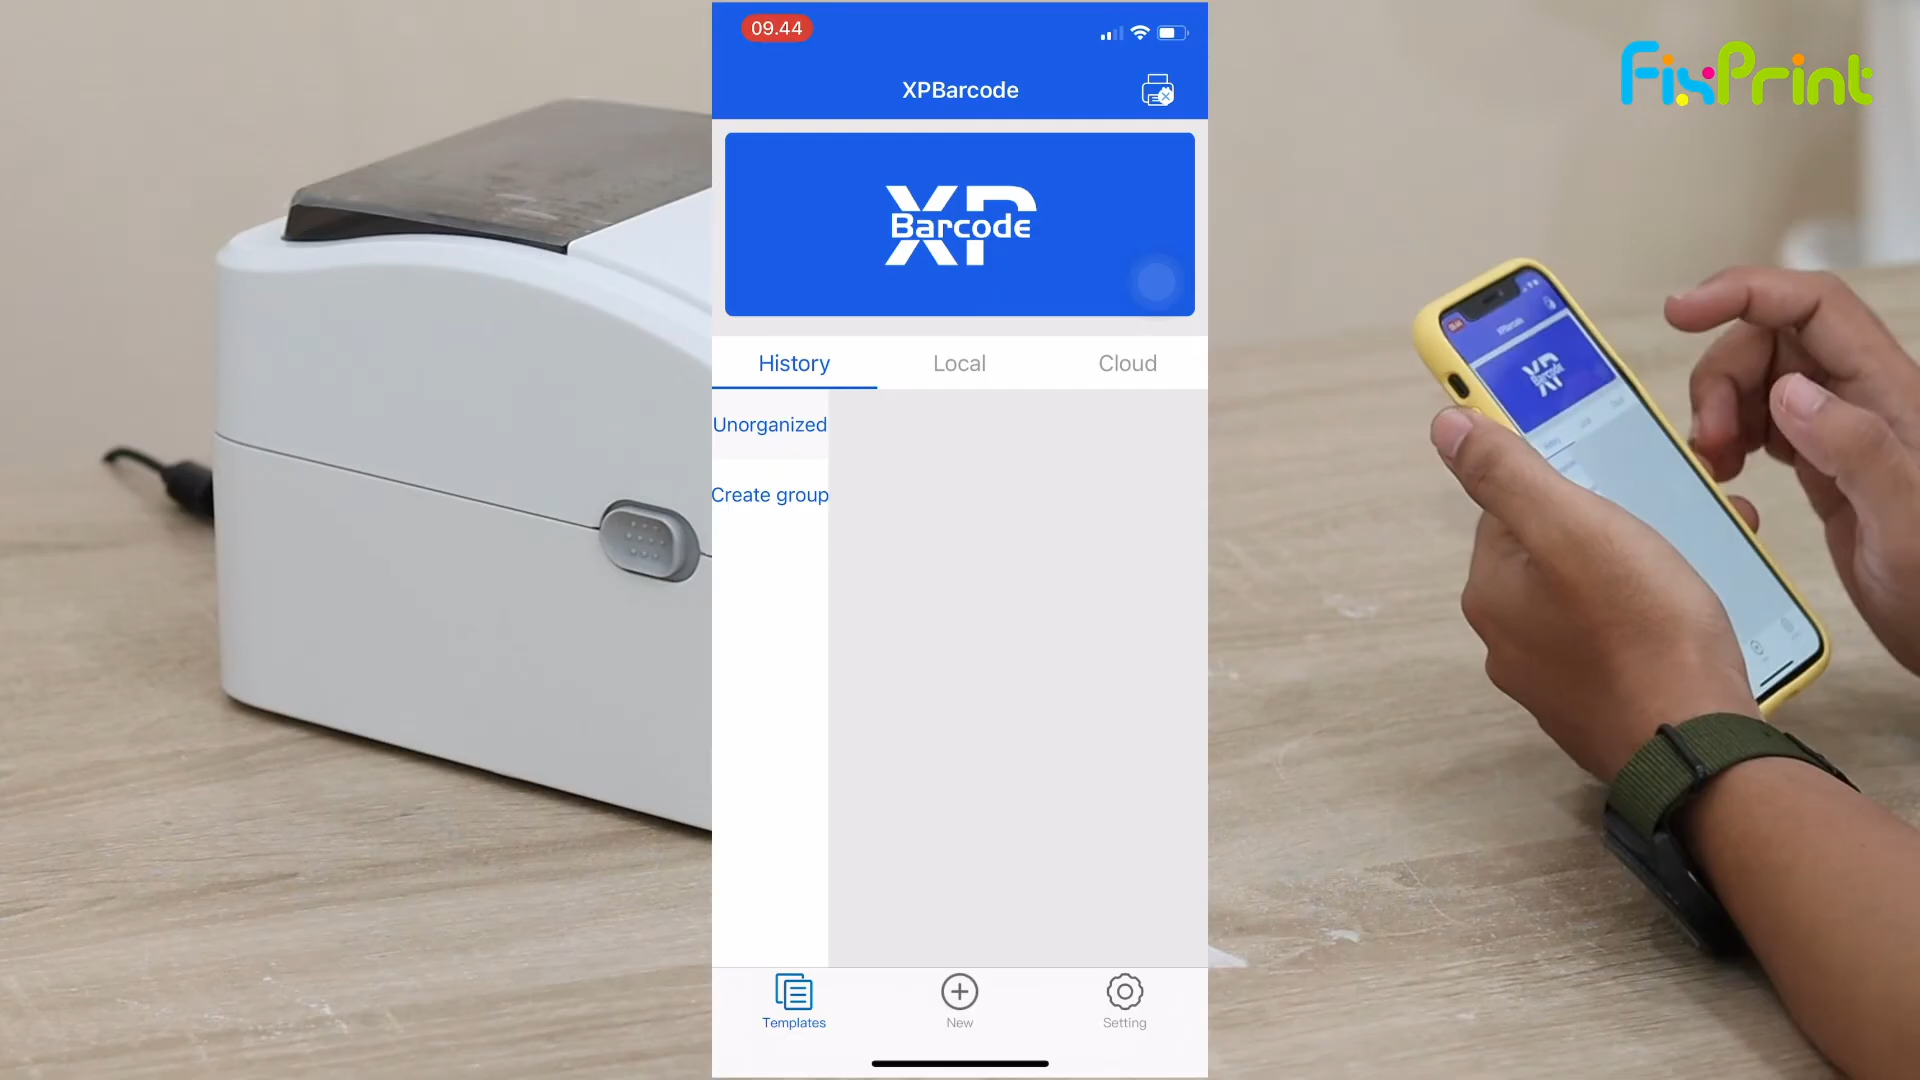 09.44
FixPrint
XPBarcode
XP
Barcode
History
Local
Cloud
Unorganized
Create group
Templates
New
Setting